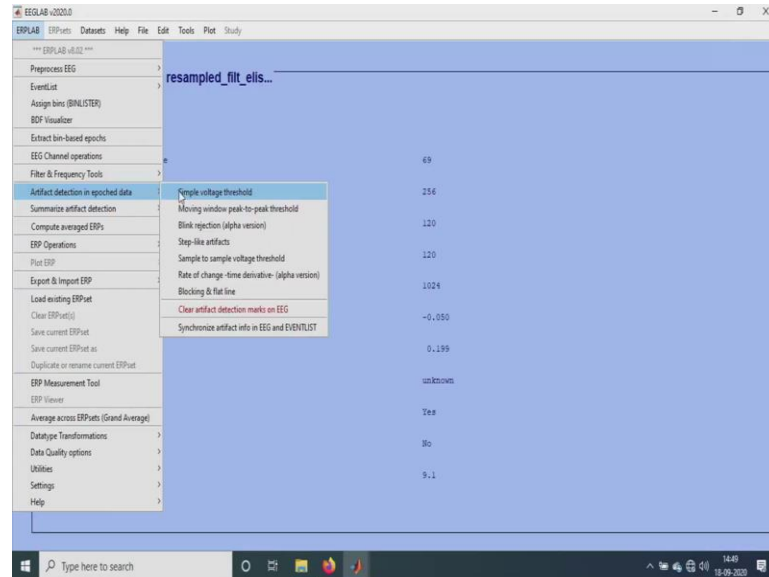 EEGLAB v2020.0
ERPLAB ERPsets Datasets Help File Edit Tools Plot Study
*** ERPLAB v8.02 ***
Preprocess EEG
EventList
Assign bins (BINLISTER)
BDF Visualizer
Extract bin-based epochs
EEG Channel operations
Filter & Frequency Tools
Artifact detection in epoched data
Summarize artifact detection
Compute averaged ERPs
ERP Operations
Plot ERP
Export & Import ERP
Load existing ERPset
Clear ERPset(s)
Save current ERPset
Save current ERPset as
Duplicate or rename current ERPset
ERP Measurement Tool
ERP Viewer
Average across ERPsets (Grand Average)
Datatype Transformations
Data Quality options
Utilities
Settings
Help
Simple voltage threshold
Moving window peak-to-peak threshold
Blink rejection (alpha version)
Step-like artifacts
Sample to sample voltage threshold
Rate of change -time derivative- (alpha version)
Blocking & flat line
Clear artifact detection marks on EEG
Synchronize artifact info in EEG and EVENTLIST
resampled_filt_elis...
e
69
256
120
120
1024
-0.050
0.199
unknown
Yes
No
9.1
Type here to search
14:49
18-09-2020